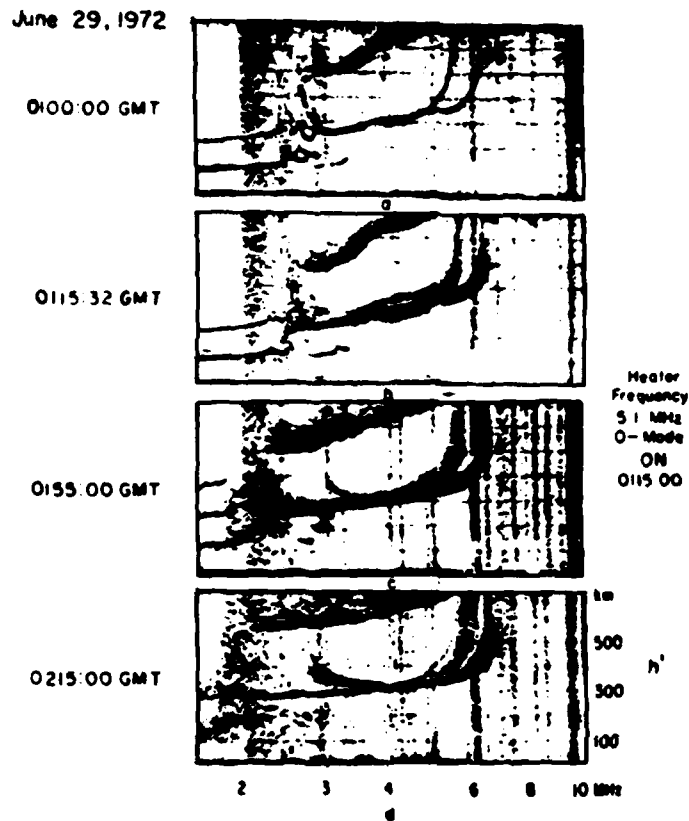 June 29, 1972
0100:00 GMT
a
0115:32 GMT
b
Heater
Frequency
5.1 MHz
O-Mode
ON
0115:00
0155:00 GMT
c
km
500
h'
0215:00 GMT
300
100
2 3 4 6 8 10 MHz
d